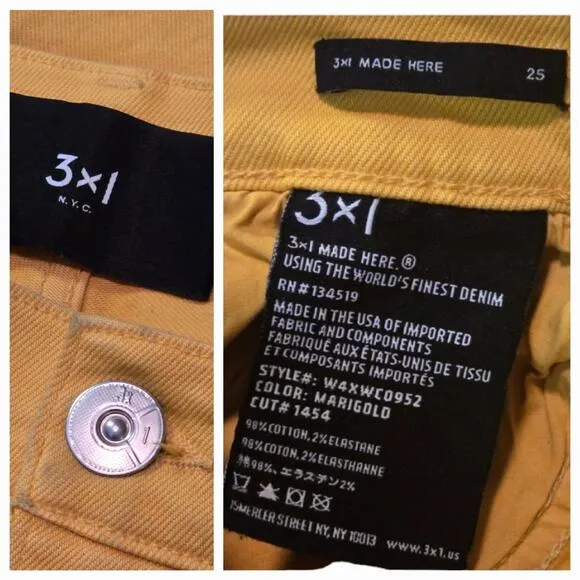 3×1
N.Y.C.
3×1 MADE HERE 25
3×1
3×1 MADE HERE.®
USING THE WORLD'S FINEST DENIM
RN# 134519
MADE IN THE USA OF IMPORTED
FABRIC AND COMPONENTS
FABRIQUÉ AUX ÉTATS-UNIS DE TISSU
ET COMPOSANTS IMPORTÉS
STYLE#: W4XWC0952
COLOR: MARIGOLD
CUT# 1454
98% COTTON, 2% ELASTANE
98% COTTON, 2% ELASTHANNE
綿98%, エラステン2%
15 MERCER STREET NY, NY 10013 www.3x1.us